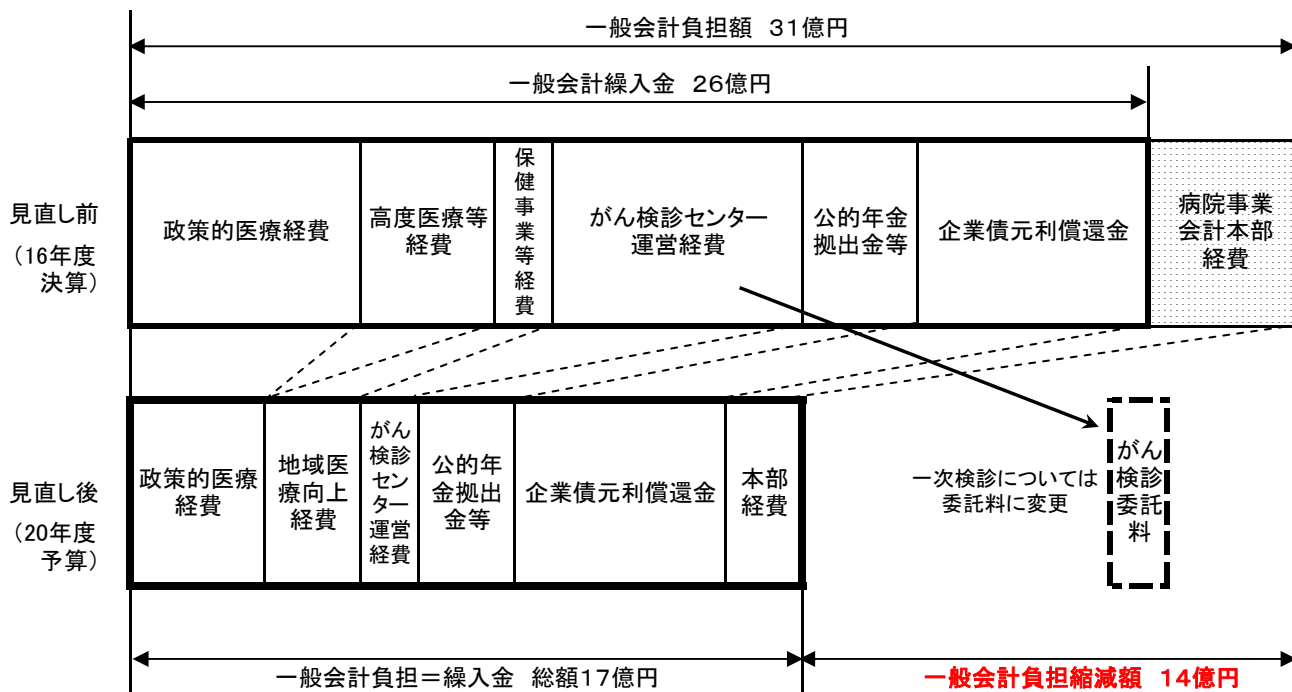 一般会計負担額 31億円
一般会計繰入金 26億円
見直し前
(16年度
決算)
政策的医療経費
高度医療等
経費
保健事業等経費
がん検診センター
運営経費
公的年金
拠出金等
企業債元利償還金
病院事業
会計本部
経費
見直し後
(20年度
予算)
政策的医療
経費
地域医
療向上
経費
がん
検診
セン
ター
運営
経費
公的年
金拠出
金等
企業債元利償還金
本部
経費
一次検診については
委託料に変更
がん
検診
委託
料
一般会計負担=繰入金 総額17億円
一般会計負担縮減額 14億円